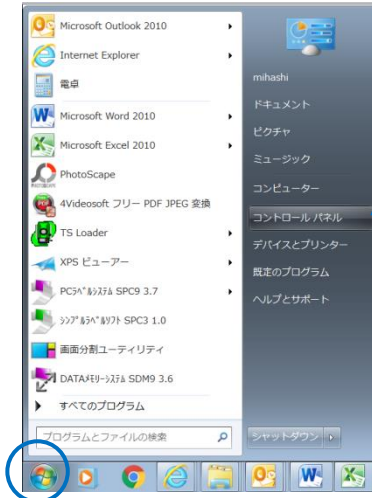 Microsoft Outlook 2010
Internet Explorer
電卓
Microsoft Word 2010
Microsoft Excel 2010
PhotoScape
4Videosoft フリー PDF JPEG 変換
TS Loader
XPS ビューアー
PCﾗﾍﾞﾙｼｽﾃﾑ SPC9 3.7
ｼﾝﾌﾟﾙﾗﾍﾞﾙｿﾌﾄ SPC3 1.0
画面分割ユーティリティ
DATAﾒﾓﾘｰｼｽﾃﾑ SDM9 3.6
すべてのプログラム
プログラムとファイルの検索
mihashi
ドキュメント
ピクチャ
ミュージック
コンピューター
コントロール パネル
デバイスとプリンター
既定のプログラム
ヘルプとサポート
シャットダウン